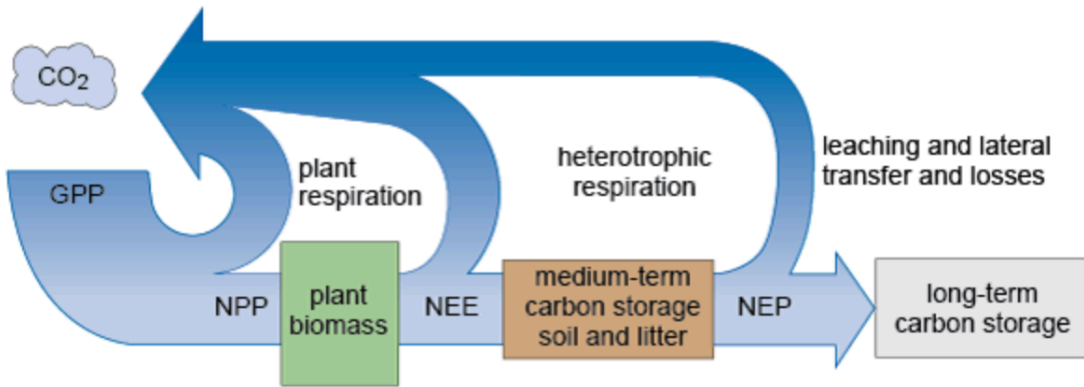 CO₂
GPP
plant
respiration
heterotrophic
respiration
leaching and lateral
transfer and losses
NPP
plant
biomass
NEE
medium-term
carbon storage
soil and litter
NEP
long-term
carbon storage